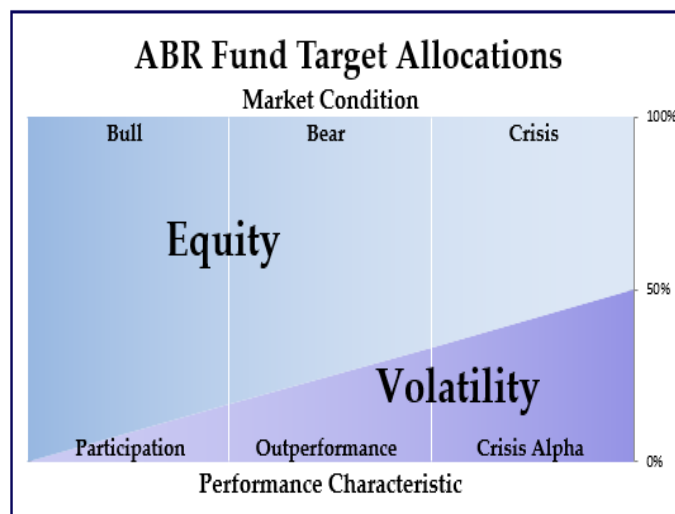 ABR Fund Target Allocations
Market Condition
Bull Bear Crisis
100%
Equity
50%
Volatility
Participation Outperformance Crisis Alpha
0%
Performance Characteristic